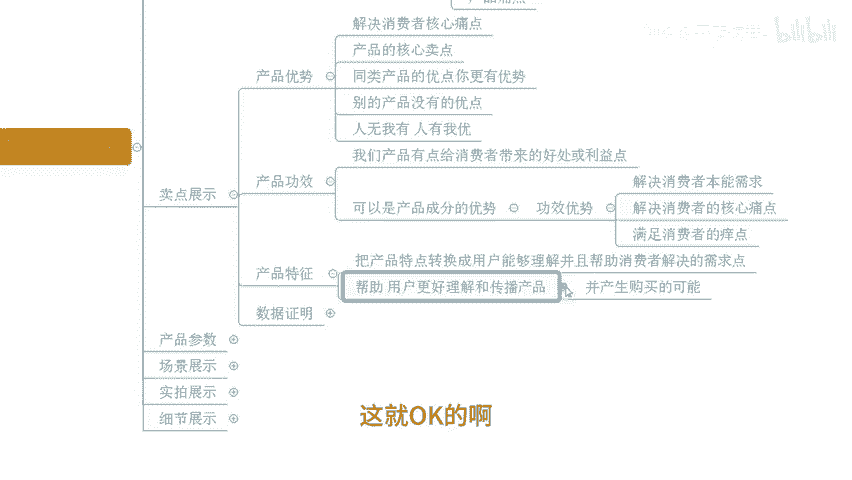 解决消费者核心痛点
产品的核心卖点
产品优势
同类产品的优点你更有优势
别的产品没有的优点
人无我有 人有我优
我们产品有点给消费者带来的好处或利益点
产品功效
解决消费者本能需求
卖点展示
可以是产品成分的优势
功效优势
解决消费者的核心痛点
满足消费者的痒点
把产品特点转换成用户能够理解并且帮助消费者解决的需求点
产品特征
帮助 用户更好理解和传播产品
并产生购买的可能
数据证明
产品参数
场景展示
实拍展示
细节展示
这就OK的啊
bilibili